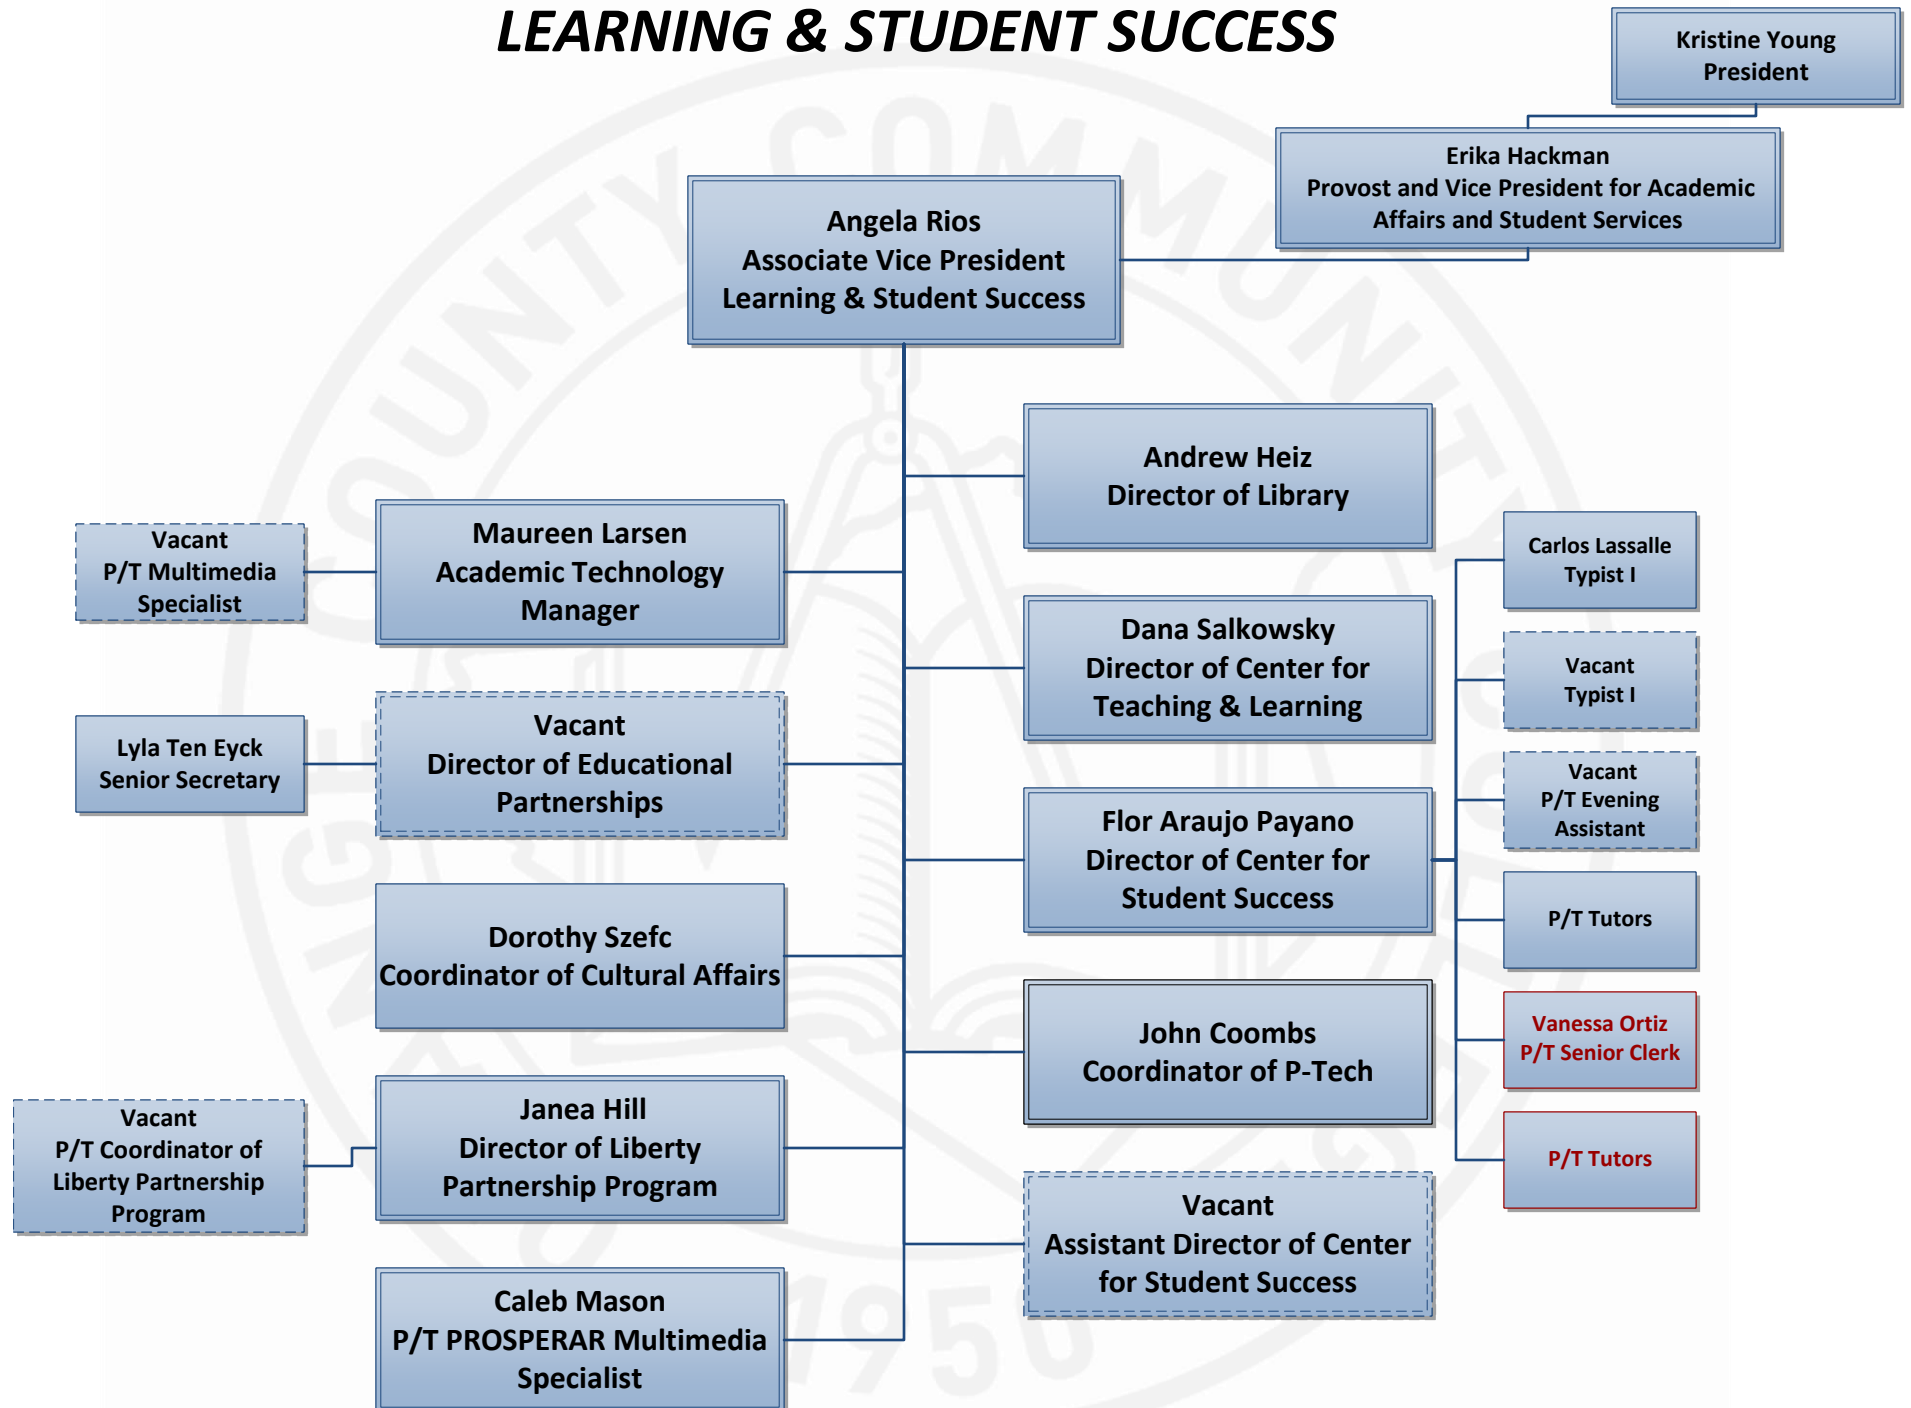 LEARNING & STUDENT SUCCESS
Kristine Young
President
Erika Hackman
Provost and Vice President for Academic
Affairs and Student Services
Angela Rios
Associate Vice President
Learning & Student Success
Andrew Heiz
Director of Library
Maureen Larsen
Academic Technology
Manager
Vacant
P/T Multimedia
Specialist
Dana Salkowsky
Director of Center for
Teaching & Learning
Carlos Lassalle
Typist I
Vacant
Typist I
Vacant
P/T Evening
Assistant
P/T Tutors
Vanessa Ortiz
P/T Senior Clerk
P/T Tutors
Lyla Ten Eyck
Senior Secretary
Vacant
Director of Educational
Partnerships
Flor Araujo Payano
Director of Center for
Student Success
Dorothy Szefc
Coordinator of Cultural Affairs
John Coombs
Coordinator of P-Tech
Vacant
P/T Coordinator of
Liberty Partnership
Program
Janea Hill
Director of Liberty
Partnership Program
Vacant
Assistant Director of Center
for Student Success
Caleb Mason
P/T PROSPERAR Multimedia
Specialist
COUNTY COMMUNITY
1950